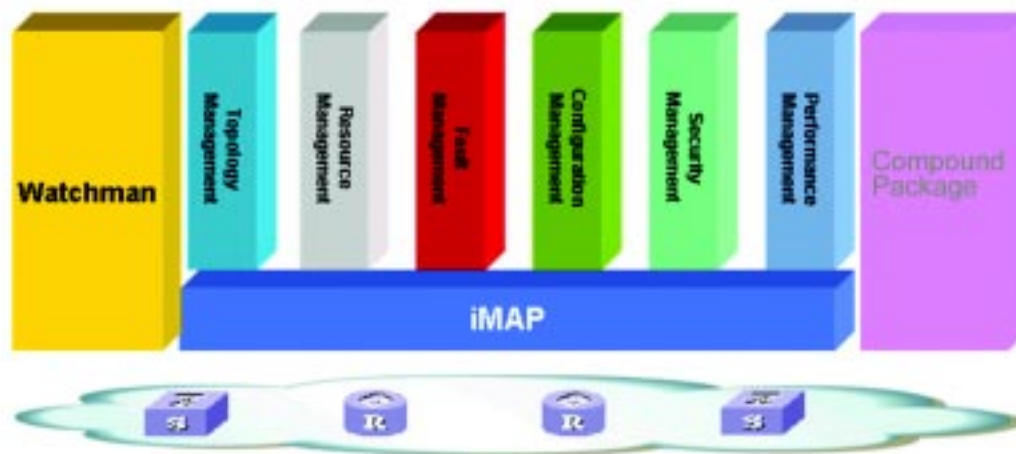 Watchman
Topology
Management
Resource
Management
Fault
Management
Configuration
Management
Security
Management
Performance
Management
Compound
Package
iMAP
S
R
R
S